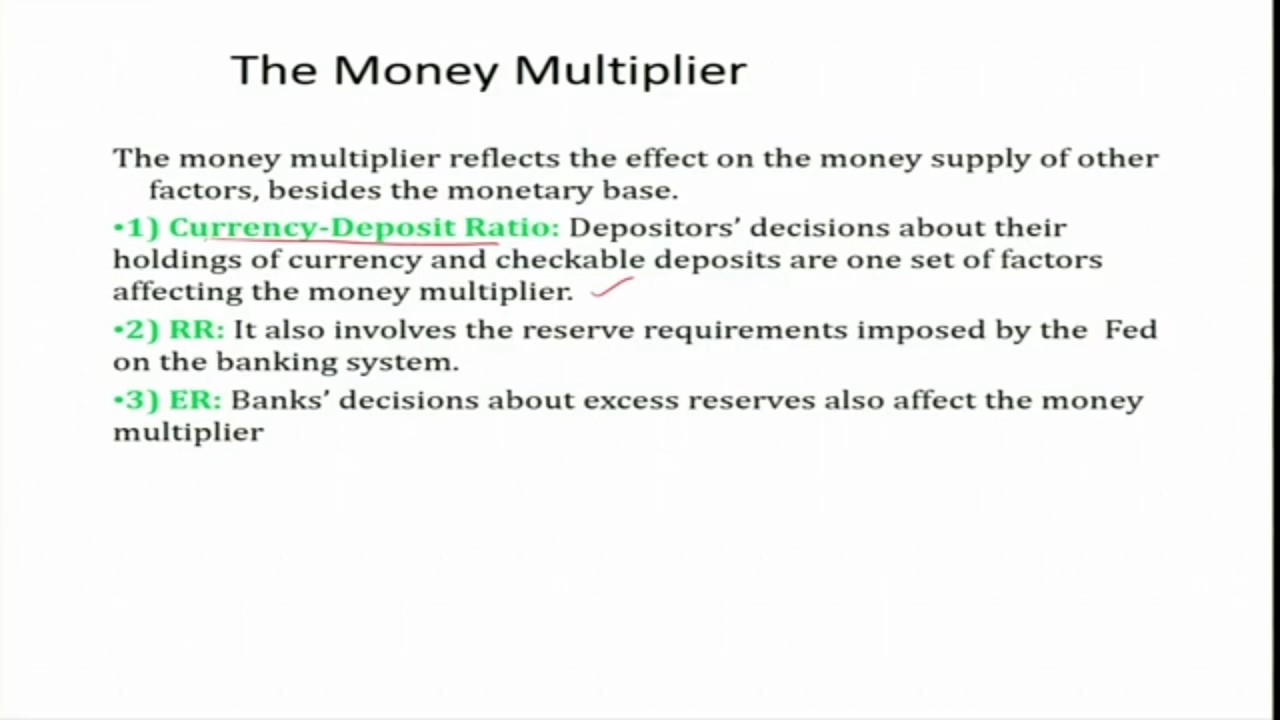 The Money Multiplier
The money multiplier reflects the effect on the money supply of other
factors, besides the monetary base.
•1) Currency-Deposit Ratio: Depositors’ decisions about their
holdings of currency and checkable deposits are one set of factors
affecting the money multiplier.
•2) RR: It also involves the reserve requirements imposed by the Fed
on the banking system.
•3) ER: Banks’ decisions about excess reserves also affect the money
multiplier